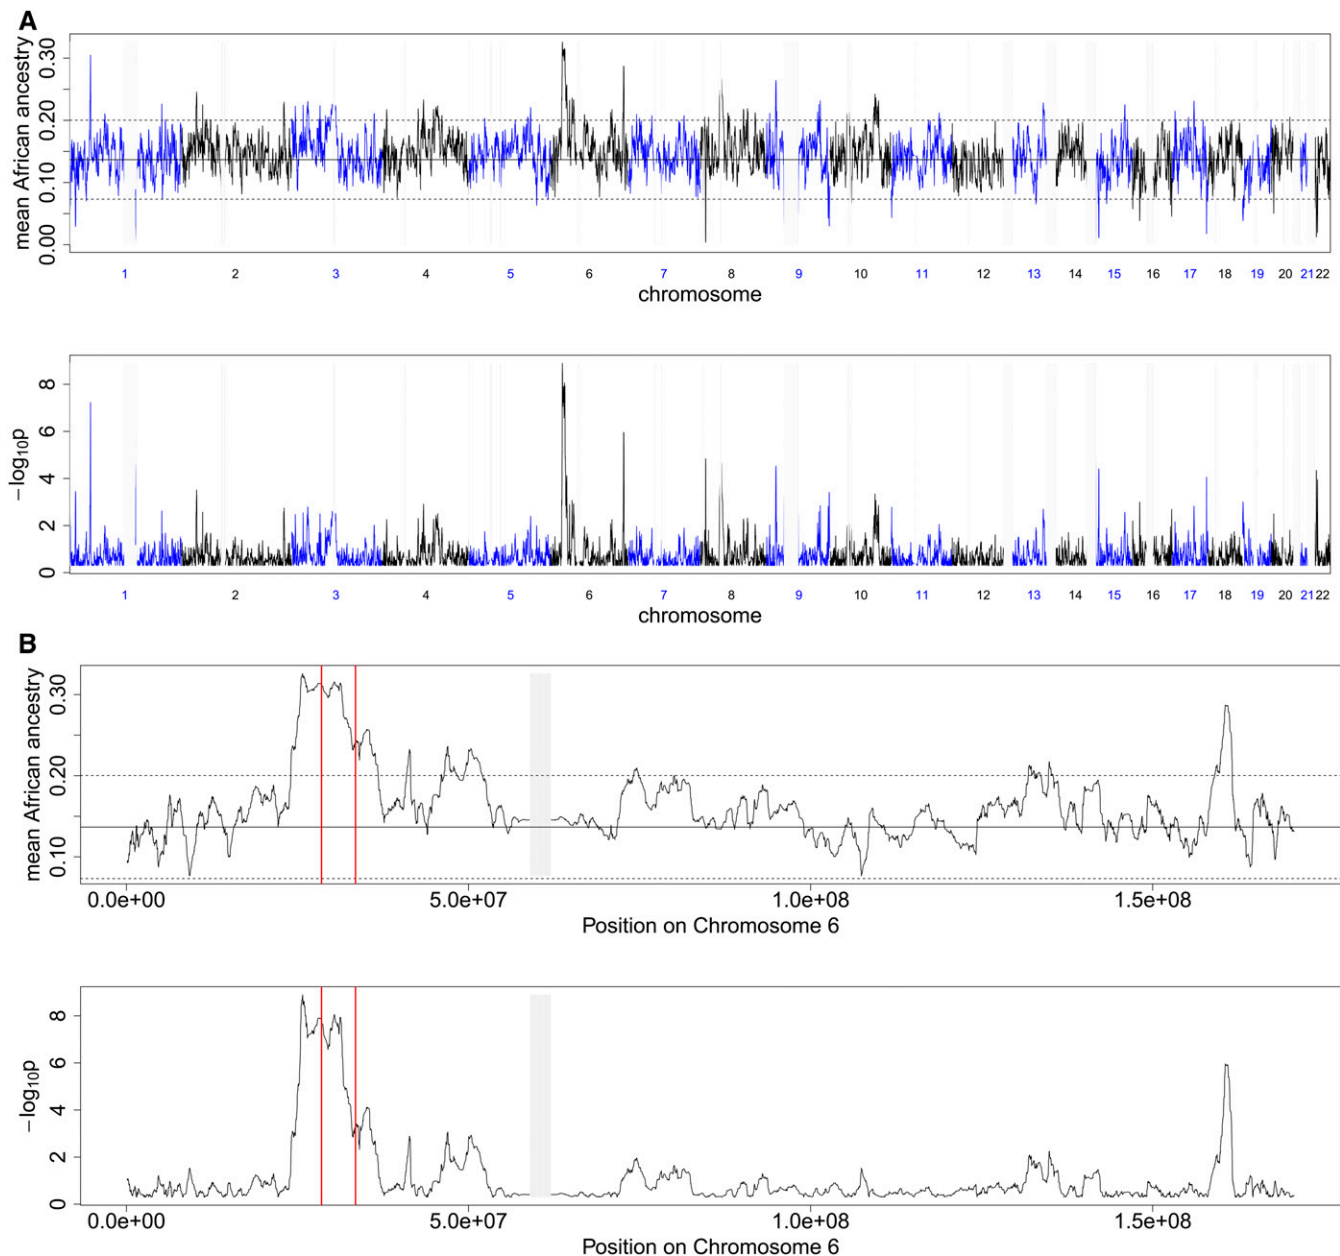 A
mean African ancestry
0.00 0.10 0.20 0.30
1 2 3 4 5 6 7 8 9 10 11 12 13 14 15 16 17 18 19 20 21 22
chromosome
−log10p
0 2 4 6 8
1 2 3 4 5 6 7 8 9 10 11 12 13 14 15 16 17 18 19 20 21 22
chromosome
B
mean African ancestry
0.10 0.20 0.30
0.0e+00 5.0e+07 1.0e+08 1.5e+08
Position on Chromosome 6
−log10p
0 2 4 6 8
0.0e+00 5.0e+07 1.0e+08 1.5e+08
Position on Chromosome 6